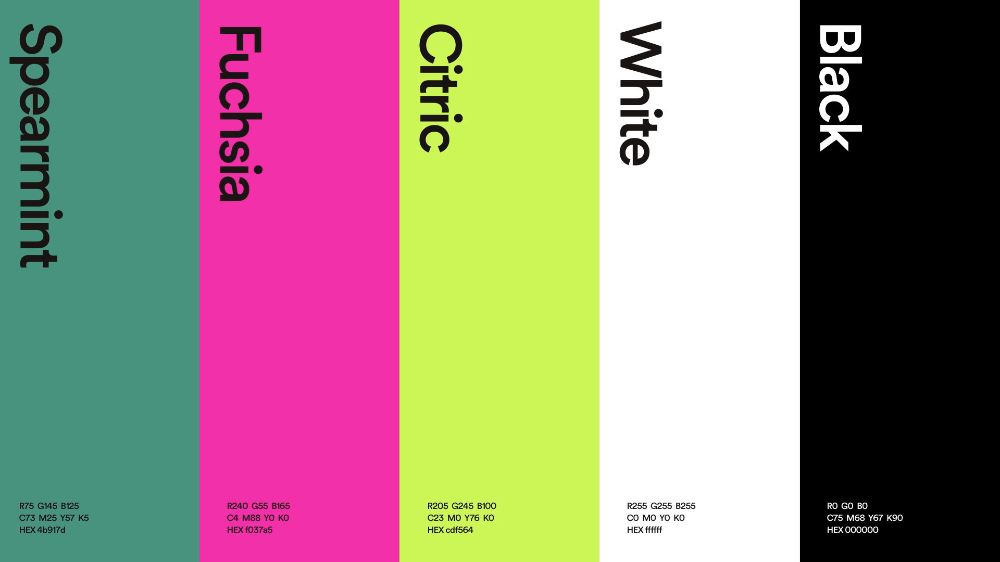 Spearmint
R75 G145 B125
C73 M25 Y57 K5
HEX 4b917d
Fuchsia
R240 G55 B165
C4 M88 Y0 K0
HEX f037a5
Citric
R205 G245 B100
C23 M0 Y76 K0
HEX cdf564
White
R255 G255 B255
C0 M0 Y0 K0
HEX ffffff
Black
R0 G0 B0
C75 M68 Y67 K90
HEX 000000